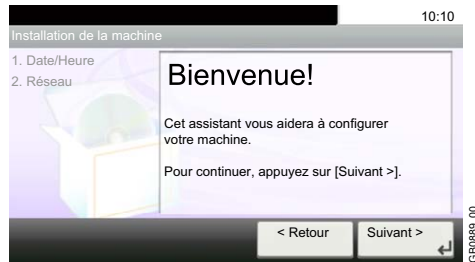 10:10
Installation de la machine
1. Date/Heure
2. Réseau
Bienvenue!
Cet assistant vous aidera à configurer
votre machine.
Pour continuer, appuyez sur [Suivant >].
< Retour
Suivant >
GB0889_00